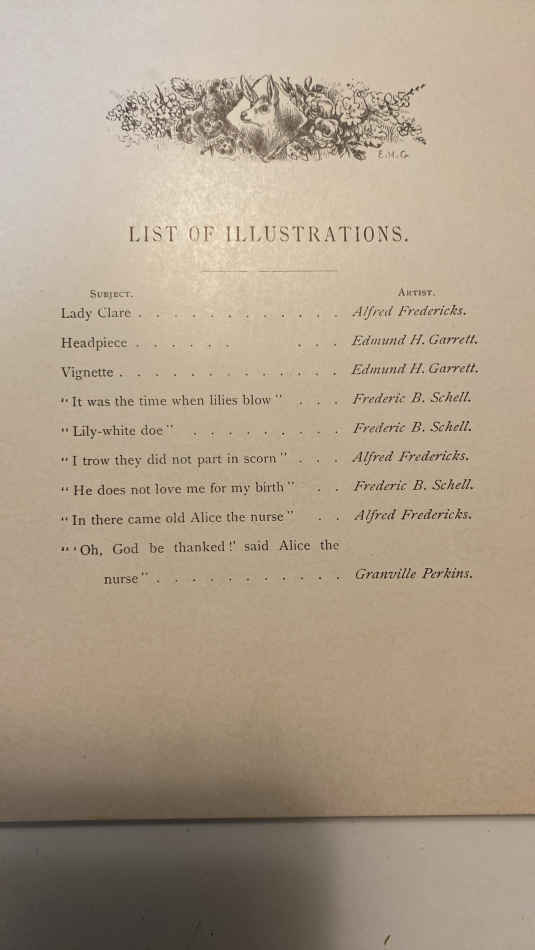 E.H.G.
LIST OF ILLUSTRATIONS.
SUBJECT. ARTIST.
Lady Clare . . . . . . . . . . . . Alfred Fredericks.
Headpiece . . . . . . . . . Edmund H. Garrett.
Vignette . . . . . . . . . . . . . Edmund H. Garrett.
“It was the time when lilies blow” . . . Frederic B. Schell.
“Lily-white doe” . . . . . . . . . Frederic B. Schell.
“I trow they did not part in scorn” . . . Alfred Fredericks.
“He does not love me for my birth” . . Frederic B. Schell.
“In there came old Alice the nurse” . . Alfred Fredericks.
“‘Oh, God be thanked!’ said Alice the
nurse” . . . . . . . . . . . Granville Perkins.